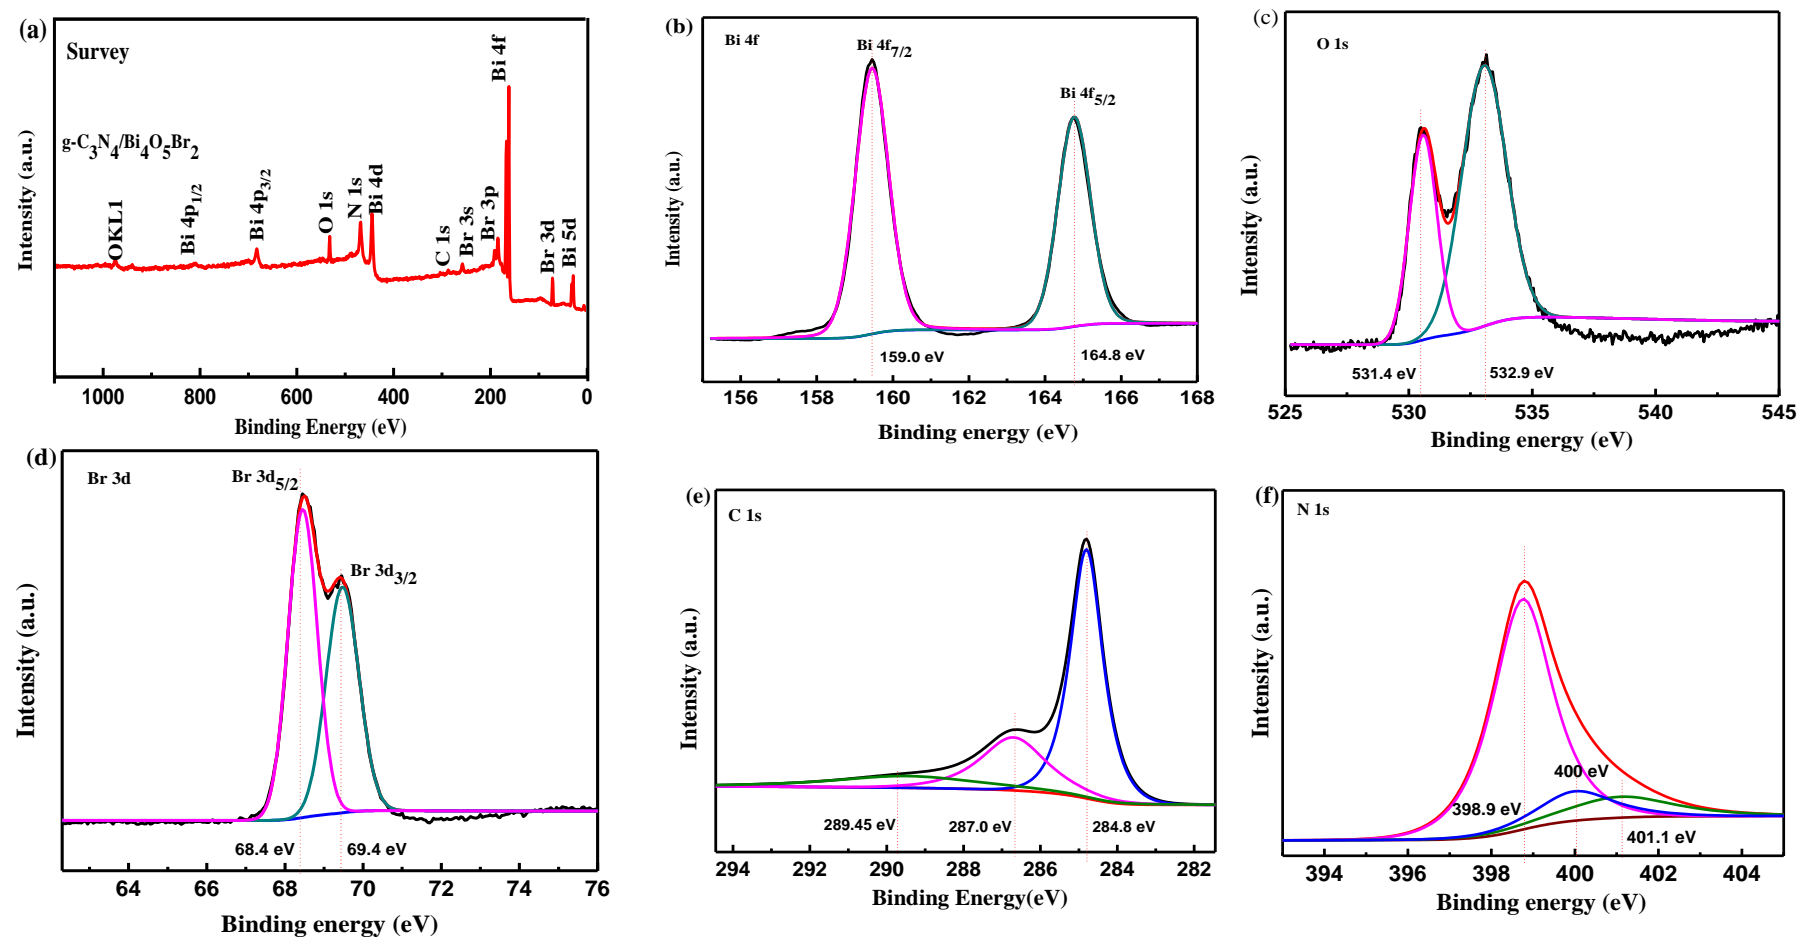 (a)
Survey
g-C3N4/Bi4O5Br2
OKL1
Bi 4p1/2
Bi 4p3/2
O 1s
N 1s
Bi 4d
C 1s
Br 3s
Br 3p
Bi 4f
Br 3d
Bi 5d
Intensity (a.u.)
1000 800 600 400 200 0
Binding Energy (eV)
(b)
Bi 4f
Bi 4f7/2
Bi 4f5/2
159.0 eV
164.8 eV
Intensity (a.u.)
156 158 160 162 164 166 168
Binding energy (eV)
(c)
O 1s
531.4 eV
532.9 eV
Intensity (a.u.)
525 530 535 540 545
Binding energy (eV)
(d)
Br 3d
Br 3d5/2
Br 3d3/2
68.4 eV
69.4 eV
Intensity (a.u.)
64 66 68 70 72 74 76
Binding energy (eV)
(e)
C 1s
289.45 eV
287.0 eV
284.8 eV
Intensity (a.u.)
294 292 290 288 286 284 282
Binding Energy(eV)
(f)
N 1s
400 eV
398.9 eV
401.1 eV
Intensity (a.u.)
394 396 398 400 402 404
Binding energy (eV)